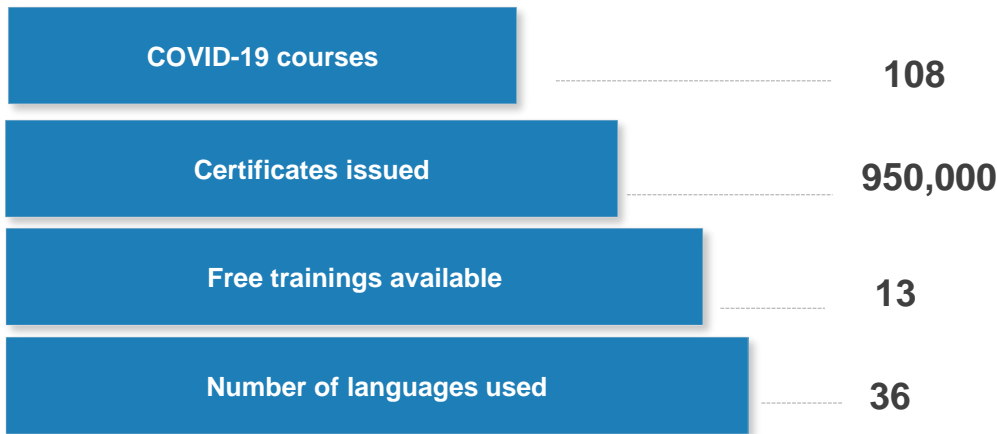 COVID-19 courses 108
Certificates issued 950,000
Free trainings available 13
Number of languages used 36